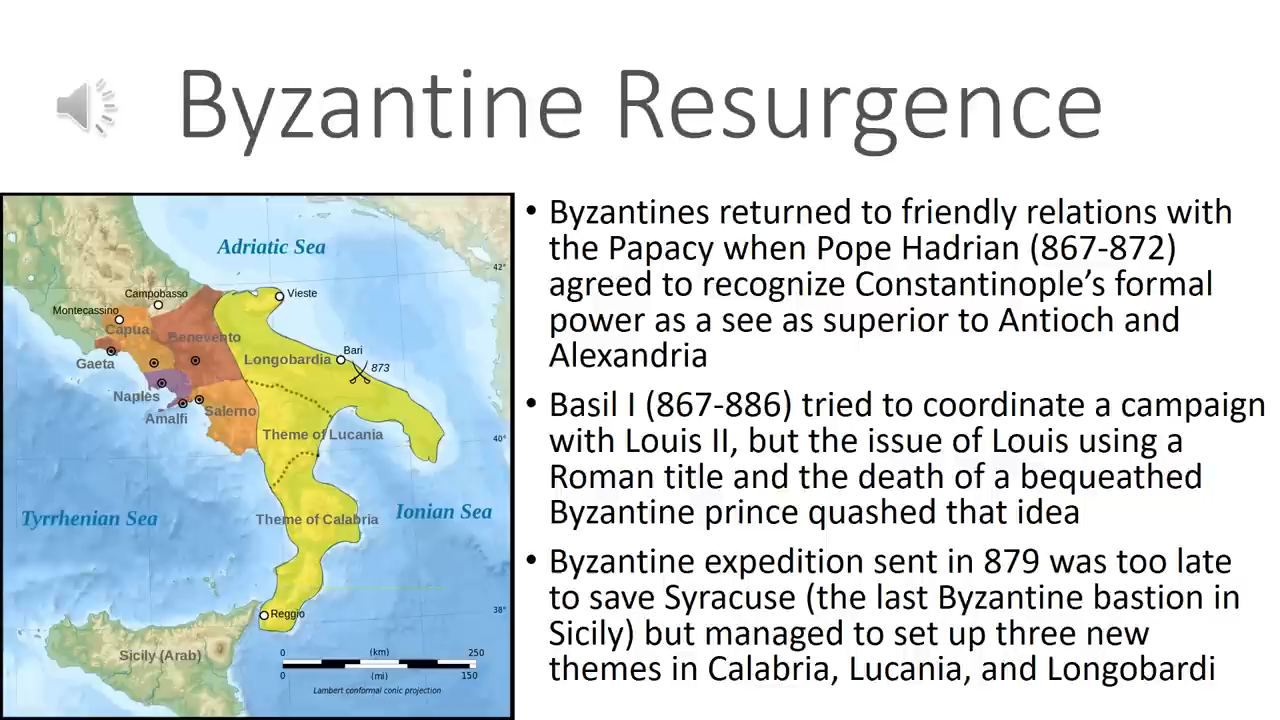 Byzantine Resurgence
Adriatic Sea
42°
Campobasso
Vieste
Montecassino
Capua
Benevento
Gaeta
Longobardia
Bari
873
Naples
Amalfi
Salerno
Theme of Lucania
40°
Tyrrhenian Sea
Theme of Calabria
Ionian Sea
Reggio
38°
Sicily (Arab)
0 (km) 250
0 (mi) 150
Lambert conformal conic projection
• Byzantines returned to friendly relations with
the Papacy when Pope Hadrian (867-872)
agreed to recognize Constantinople’s formal
power as a see as superior to Antioch and
Alexandria
• Basil I (867-886) tried to coordinate a campaign
with Louis II, but the issue of Louis using a
Roman title and the death of a bequeathed
Byzantine prince quashed that idea
• Byzantine expedition sent in 879 was too late
to save Syracuse (the last Byzantine bastion in
Sicily) but managed to set up three new
themes in Calabria, Lucania, and Longobardi